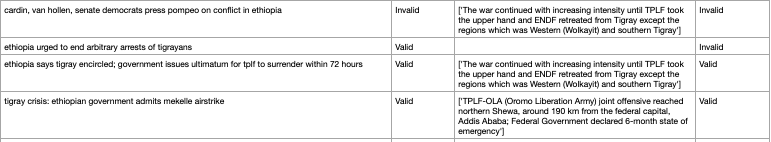 cardin, van hollen, senate democrats press pompeo on conflict in ethiopia
Invalid
['The war continued with increasing intensity until TPLF took
the upper hand and ENDF retreated from Tigray except the
regions which was Western (Wolkayit) and southern Tigray']
Invalid
ethiopia urged to end arbitrary arrests of tigrayans
Valid
Invalid
ethiopia says tigray encircled; government issues ultimatum for tplf to surrender within 72 hours
Valid
['The war continued with increasing intensity until TPLF took
the upper hand and ENDF retreated from Tigray except the
regions which was Western (Wolkayit) and southern Tigray']
Valid
tigray crisis: ethiopian government admits mekelle airstrike
Valid
['TPLF-OLA (Oromo Liberation Army) joint offensive reached
northern Shewa, around 190 km from the federal capital,
Addis Ababa; Federal Government declared 6-month state of
emergency']
Valid